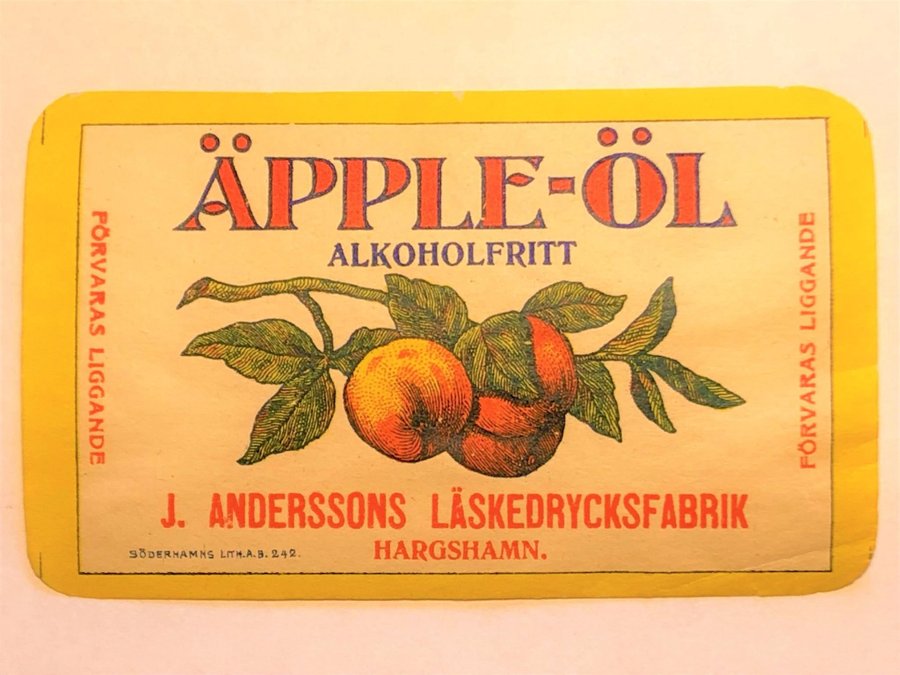 ÄPPLE-ÖL
ALKOHOLFRITT
FÖRVARAS LIGGANDE
FÖRVARAS LIGGANDE
J. ANDERSSONS LÄSKEDRYCKSFABRIK
HARGSHAMN.
SÖDERHAMNS LITH.A.B. 242.